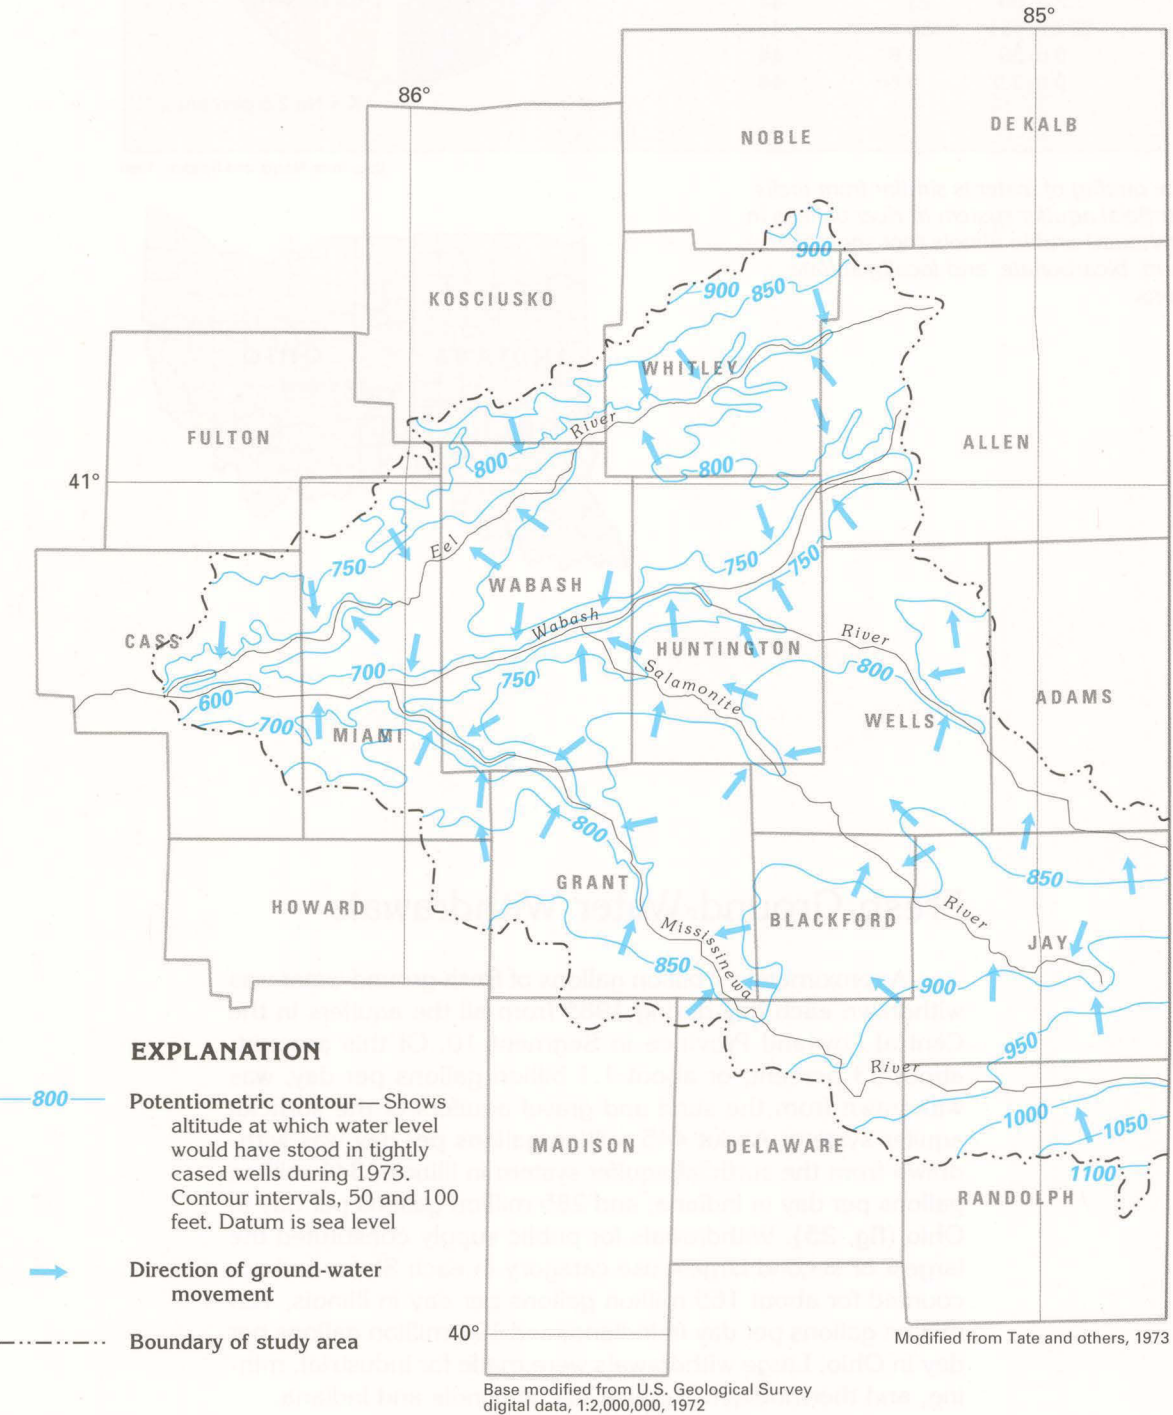 85°
86°
DE KALB
NOBLE
900
KOSCIUSKO
900
850
WHITLEY
River
FULTON
ALLEN
800
800
41°
Eel
750
750
750
WABASH
Wabash
CASS
River
HUNTINGTON
700
800
Salamonite
750
600
ADAMS
WELLS
700
MIAMI
800
850
GRANT
HOWARD
River
BLACKFORD
Mississinewa
JAY
850
900
950
EXPLANATION
River
800
Potentiometric contour — Shows
altitude at which water level
would have stood in tightly
cased wells during 1973.
Contour intervals, 50 and 100
feet. Datum is sea level
1000
1050
MADISON
DELAWARE
1100
RANDOLPH
Direction of ground-water
movement
Boundary of study area
40°
Modified from Tate and others, 1973
Base modified from U.S. Geological Survey
digital data, 1:2,000,000, 1972